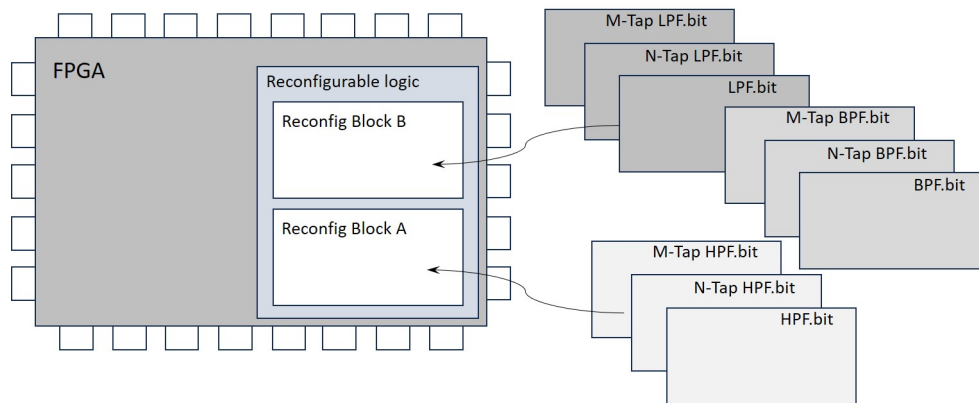 FPGA
Reconfigurable logic
Reconfig Block B
Reconfig Block A
M-Tap LPF.bit
N-Tap LPF.bit
LPF.bit
M-Tap BPF.bit
N-Tap BPF.bit
BPF.bit
M-Tap HPF.bit
N-Tap HPF.bit
HPF.bit